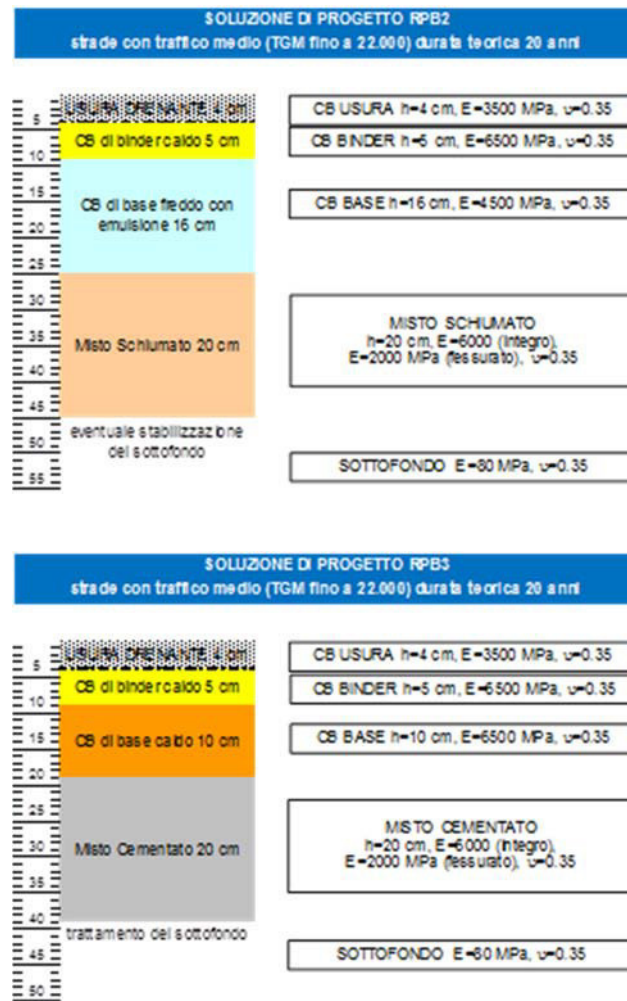 SOLUZIONE DI PROGETTO RPB2
strade con traffico medio (TGM fino a 22.000) durata teorica 20 anni
5
10
15
20
25
30
35
40
45
50
55
USURA DRENANTE 4 cm
CB di binder caldo 5 cm
CB di base freddo con
emulsione 16 cm
Misto Schiumato 20 cm
eventuale stabilizzazione
del sottofondo
CB USURA h=4 cm, E=3500 MPa, υ=0.35
CB BINDER h=5 cm, E=6500 MPa, υ=0.35
CB BASE h=16 cm, E=4500 MPa, υ=0.35
MISTO SCHIUMATO
h=20 cm, E=6000 (integro),
E=2000 MPa (fessurato), υ=0.35
SOTTOFONDO E=80 MPa, υ=0.35
SOLUZIONE DI PROGETTO RPB3
strade con traffico medio (TGM fino a 22.000) durata teorica 20 anni
5
10
15
20
25
30
35
40
45
50
USURA DRENANTE 4 cm
CB di binder caldo 5 cm
CB di base caldo 10 cm
Misto Cementato 20 cm
trattamento del sottofondo
CB USURA h=4 cm, E=3500 MPa, υ=0.35
CB BINDER h=5 cm, E=6500 MPa, υ=0.35
CB BASE h=10 cm, E=6500 MPa, υ=0.35
MISTO CEMENTATO
h=20 cm, E=6000 (integro),
E=2000 MPa (fessurato), υ=0.35
SOTTOFONDO E=80 MPa, υ=0.35